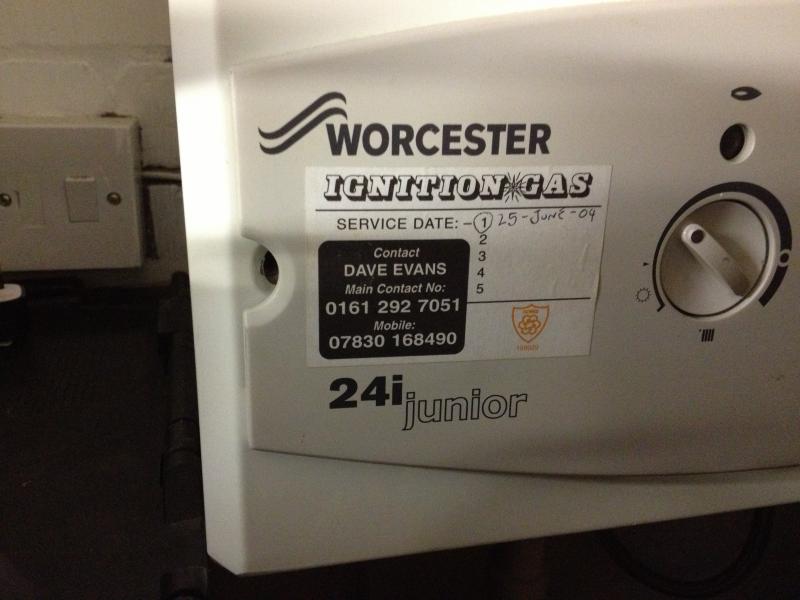 WORCESTER
IGNITION GAS
SERVICE DATE: - 1 25-JUNE-04
2
3
4
5
Contact
DAVE EVANS
Main Contact No:
0161 292 7051
Mobile:
07830 168490
24i junior